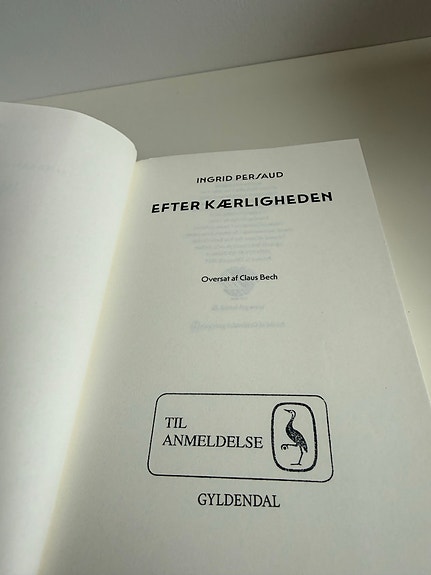 INGRID PERSAUD
EFTER KÆRLIGHEDEN
Oversat af Claus Bech
TIL
ANMELDELSE
GYLDENDAL